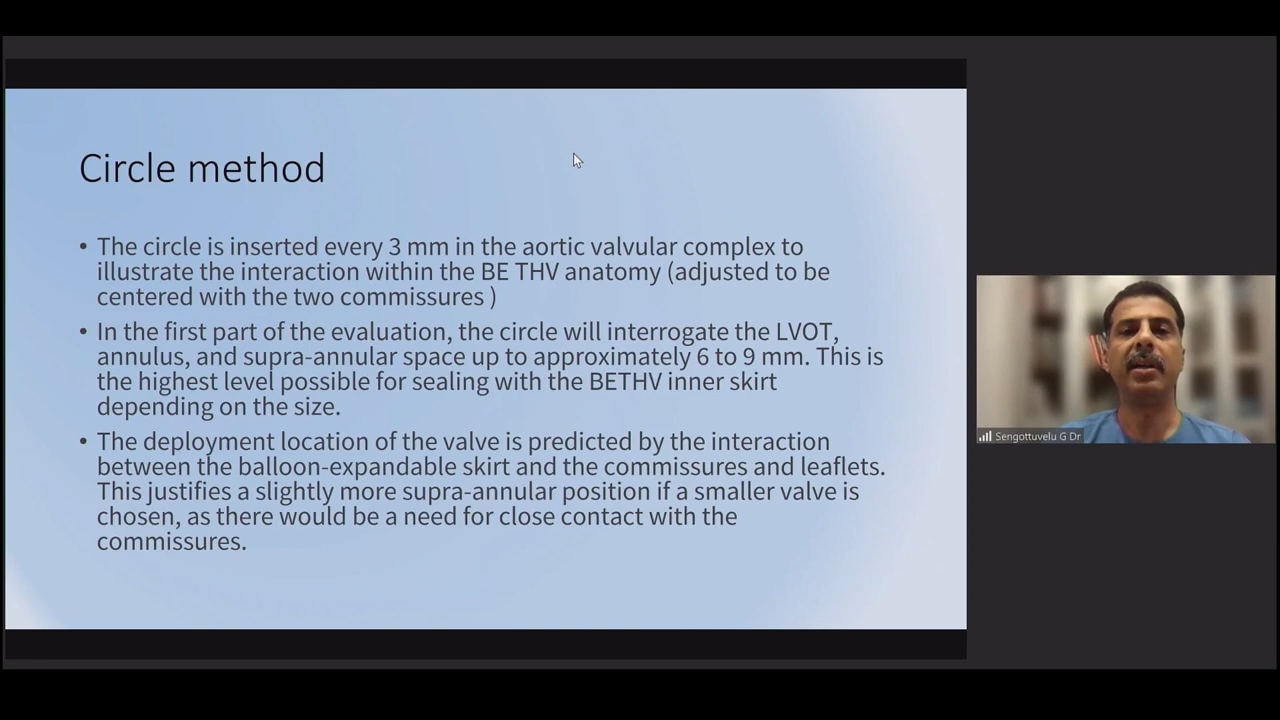 Circle method
• The circle is inserted every 3 mm in the aortic valvular complex to
illustrate the interaction within the BE THV anatomy (adjusted to be
centered with the two commissures )
• In the first part of the evaluation, the circle will interrogate the LVOT,
annulus, and supra-annular space up to approximately 6 to 9 mm. This is
the highest level possible for sealing with the BETHV inner skirt
depending on the size.
• The deployment location of the valve is predicted by the interaction
between the balloon-expandable skirt and the commissures and leaflets.
This justifies a slightly more supra-annular position if a smaller valve is
chosen, as there would be a need for close contact with the
commissures.
Sengottuvelu G Dr